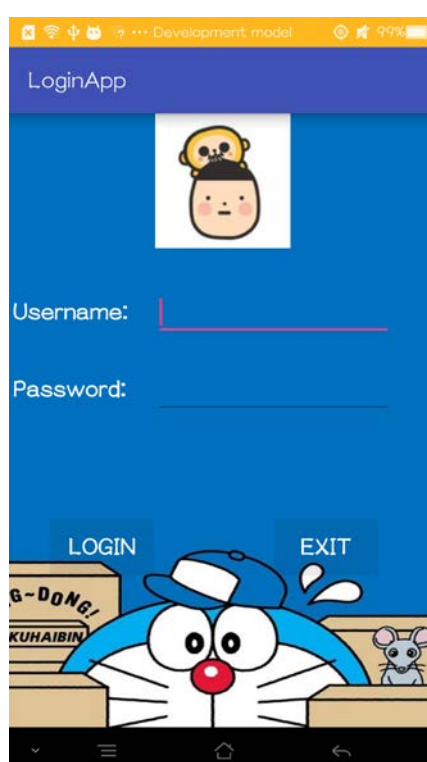 Development model 99%
LoginApp
Username:
Password:
LOGIN
EXIT
G~DONG!
KUHAIBIN